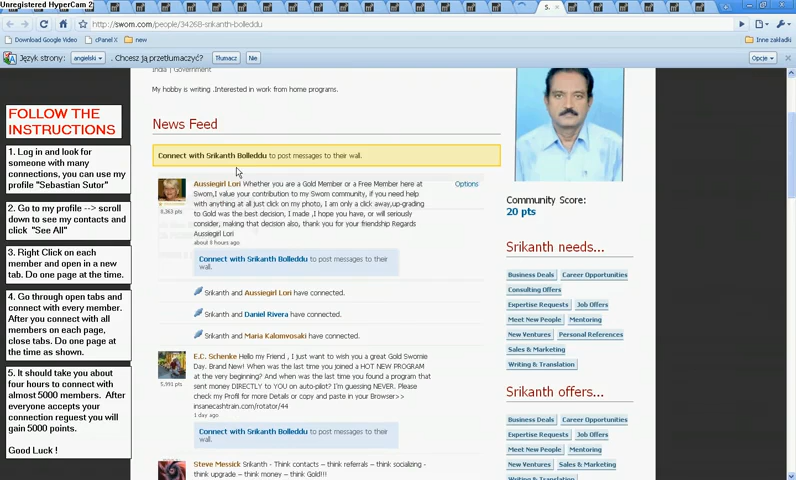 Unregistered HyperCam 2
http://swom.com/people/34268-srikanth-bolleddu
Download Google Video
cPanel X
new
Inne zakładki
Język strony:
angielski
Chcesz ją przetłumaczyć?
Tłumacz
Nie
Opcje
India | Government
My hobby is writing .Interested in work from home programs.
News Feed
Connect with Srikanth Bolleddu to post messages to their wall.
Aussiegirl Lori Whether you are a Gold Member or a Free Member here at
Swom,I value your contribution to my Swom community, if you need help
with anything at all just click on my photo, I am only a click away,up-grading
to Gold was the best decision, I made ,I hope you have, or will seriously
consider, making that decision also, thank you for your friendship Regards
Aussiegirl Lori
about 8 hours ago
Options
8,363 pts
Connect with Srikanth Bolleddu to post messages to their
wall.
Srikanth and Aussiegirl Lori have connected.
Srikanth and Daniel Rivera have connected.
Srikanth and Maria Kalomvosaki have connected.
E.C. Schenke Hello my Friend , I just want to wish you a great Gold Swomie
Day. Brand New! When was the last time you joined a HOT NEW PROGRAM
at the very beginning? And when was the last time you found a program that
sent money DIRECTLY to YOU on auto-pilot? I'm guessing NEVER. Please
check my Profil for more Details or copy and paste in your Browser>>
insanecashtrain.com/rotator/44
1 day ago
5,991 pts
Connect with Srikanth Bolleddu to post messages to their
wall.
Steve Messick Srikanth - Think contacts – think referrals – think socializing -
think upgrade – think money – think Gold!!!
Community Score:
20 pts
Srikanth needs...
Business Deals
Career Opportunities
Consulting Offers
Expertise Requests
Job Offers
Meet New People
Mentoring
New Ventures
Personal References
Sales & Marketing
Writing & Translation
Srikanth offers...
Business Deals
Career Opportunities
Expertise Requests
Job Offers
Meet New People
Mentoring
New Ventures
Sales & Marketing
Writing & Translation
FOLLOW THE
INSTRUCTIONS
1. Log in and look for
someone with many
connections, you can use my
profile "Sebastian Sutor"
2. Go to my profile --> scroll
down to see my contacts and
click "See All"
3. Right Click on each
member and open in a new
tab. Do one page at the time.
4. Go through open tabs and
connect with every member.
After you connect with all
members on each page,
close tabs. Do one page at
the time as shown.
5. It should take you about
four hours to connect with
almost 5000 members. After
everyone accepts your
connection request you will
gain 5000 points.
Good Luck !